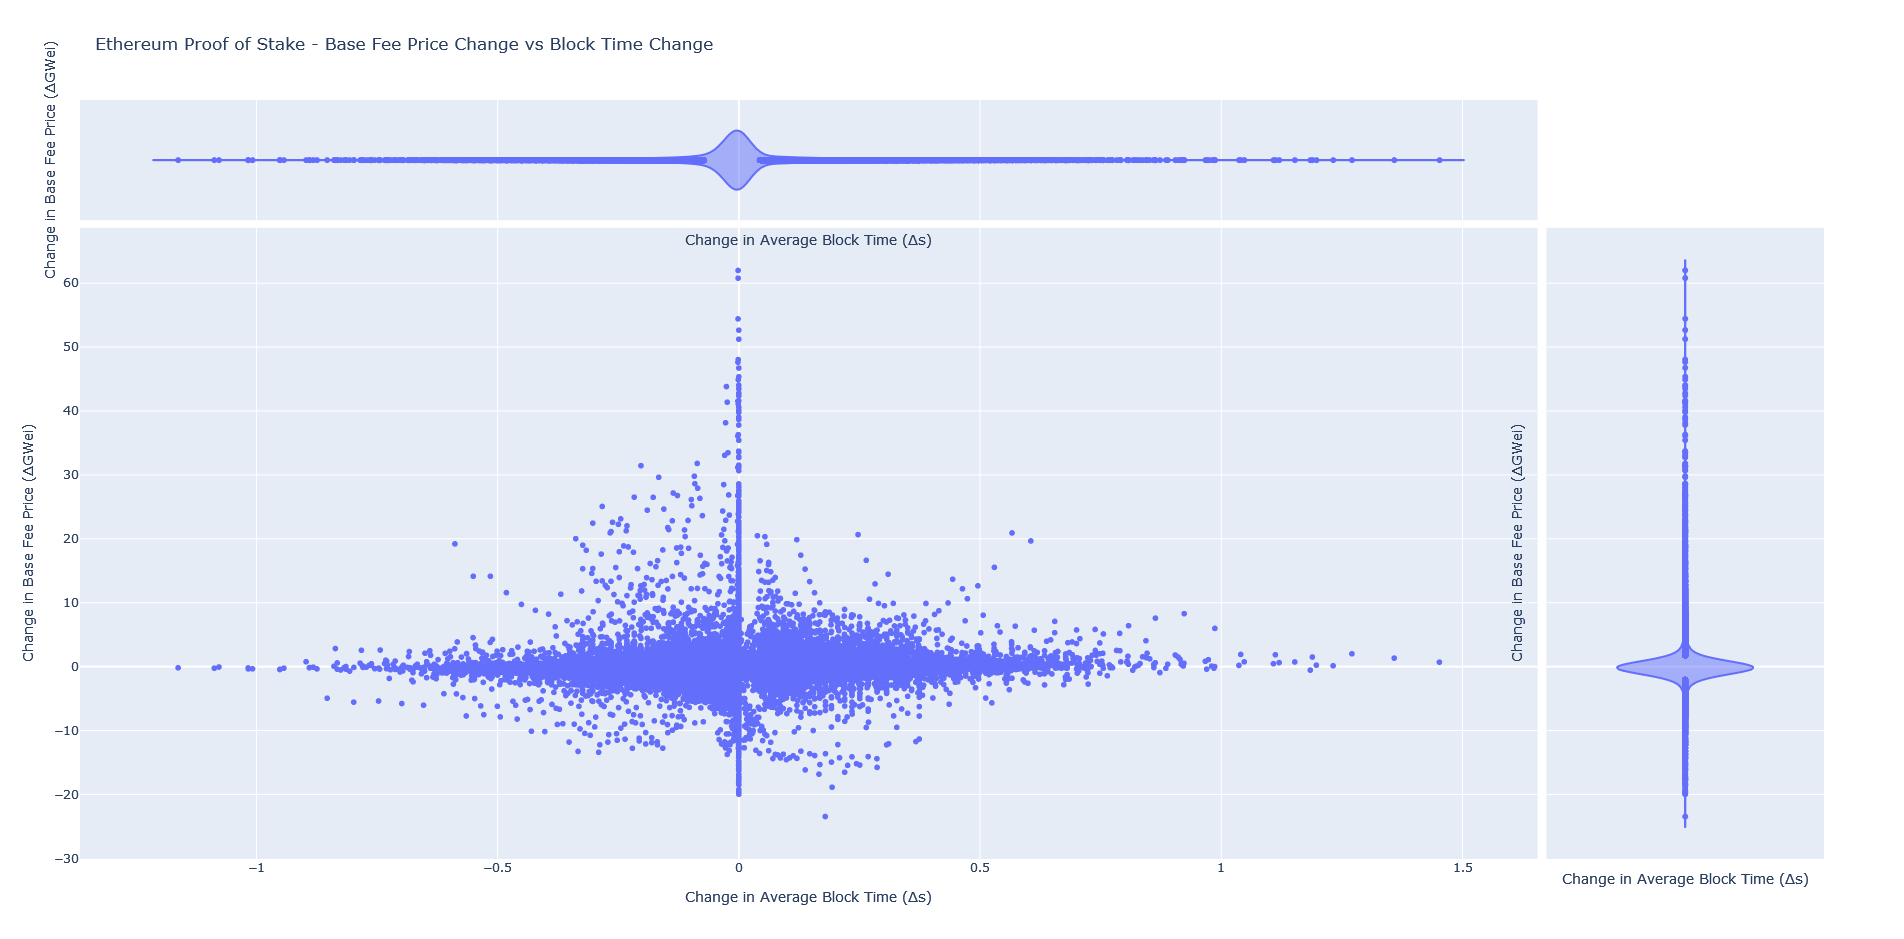 Ethereum Proof of Stake - Base Fee Price Change vs Block Time Change
Change in Base Fee Price (ΔGWei)
Change in Average Block Time (Δs)
60
50
40
30
20
10
0
−10
−20
−30
Change in Base Fee Price (ΔGWei)
−1
−0.5
0
0.5
1
1.5
Change in Average Block Time (Δs)
Change in Base Fee Price (ΔGWei)
Change in Average Block Time (Δs)